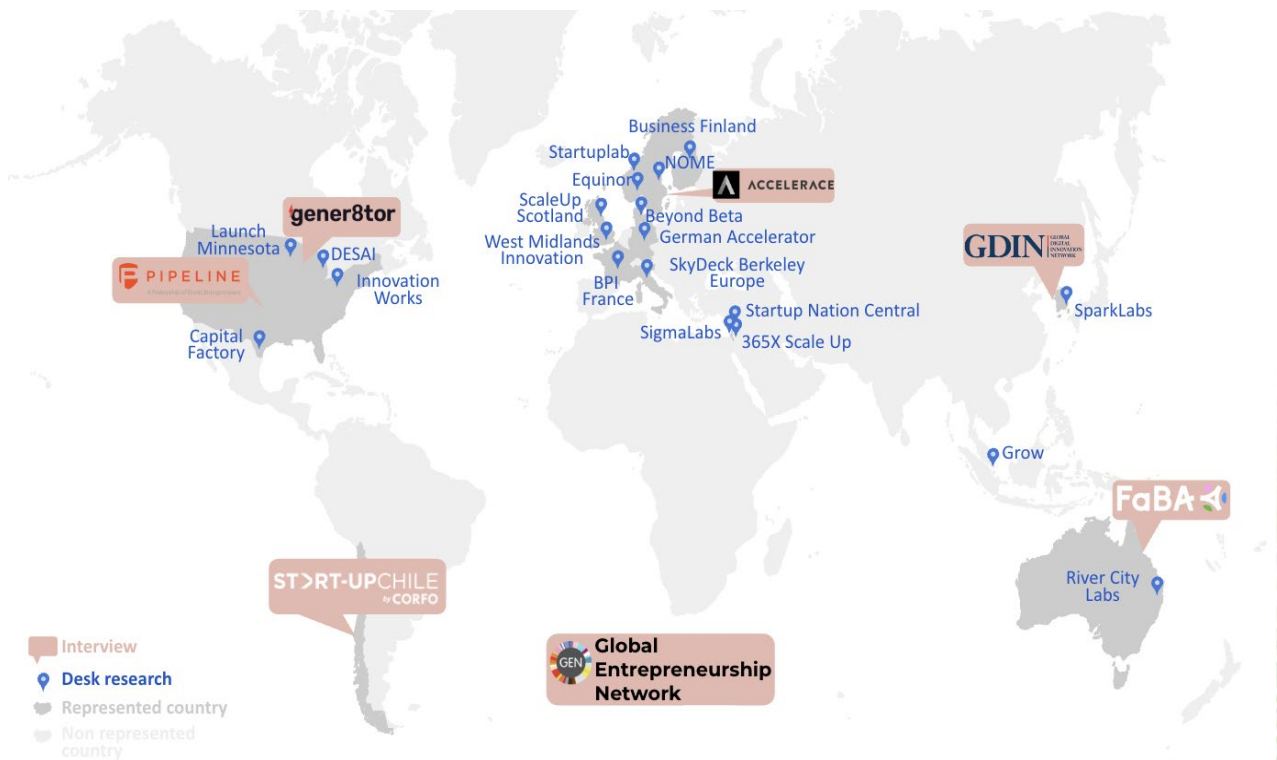 Business Finland
Startuplab
NOME
Equinor
ACCELERACE
ScaleUp
Scotland
Beyond Beta
West Midlands
Innovation
German Accelerator
BPI
France
SkyDeck Berkeley
Europe
Startup Nation Central
SigmaLabs
365X Scale Up
gener8tor
Launch
Minnesota
DESAI
PIPELINE
Innovation
Works
Capital
Factory
GDIN
GLOBAL
DIGITAL
INNOVATION
NETWORK
SparkLabs
Grow
FaBA
River City
Labs
START-UPCHILE
by CORFO
GEN
Global
Entrepreneurship
Network
Interview
Desk research
Represented country
Non represented
country